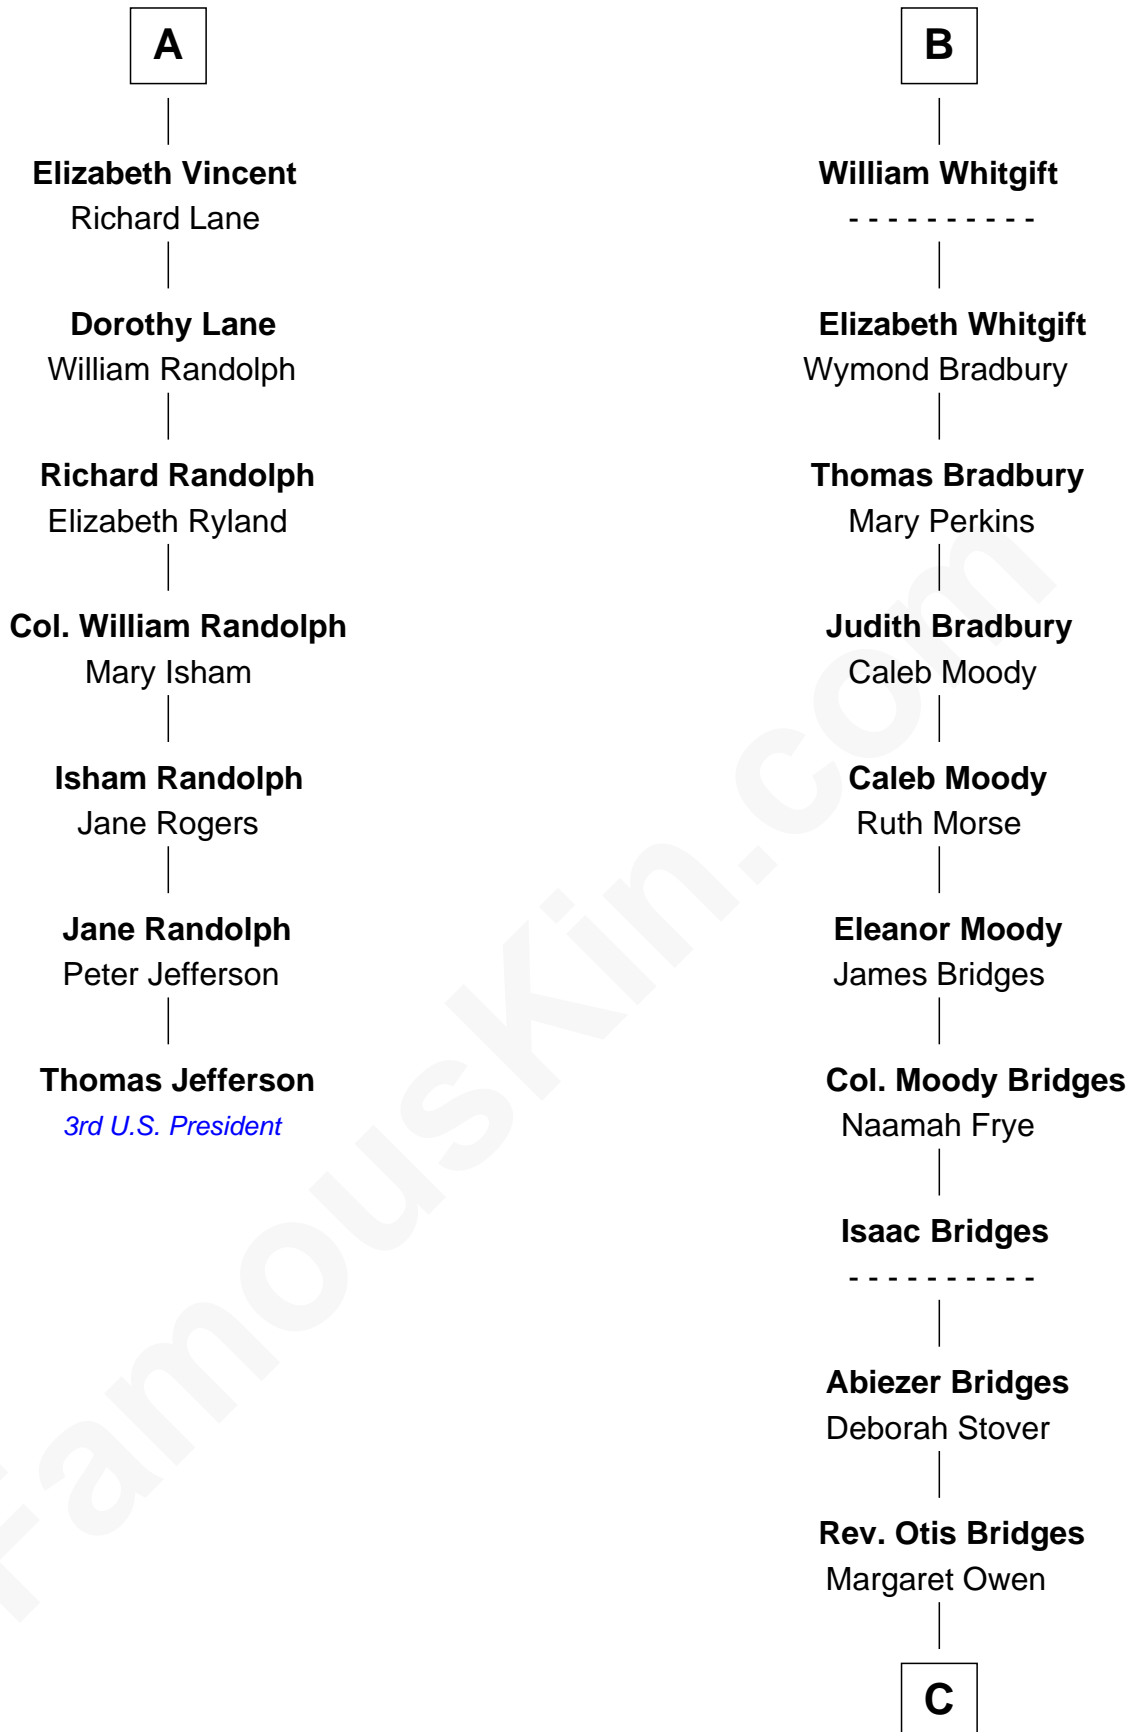 A
Elizabeth Vincent
Richard Lane
Dorothy Lane
William Randolph
Richard Randolph
Elizabeth Ryland
Col. William Randolph
Mary Isham
Isham Randolph
Jane Rogers
Jane Randolph
Peter Jefferson
Thomas Jefferson
3rd U.S. President
B
William Whitgift
- - - - - - - - - -
Elizabeth Whitgift
Wymond Bradbury
Thomas Bradbury
Mary Perkins
Judith Bradbury
Caleb Moody
Caleb Moody
Ruth Morse
Eleanor Moody
James Bridges
Col. Moody Bridges
Naamah Frye
Isaac Bridges
- - - - - - - - - -
Abiezer Bridges
Deborah Stover
Rev. Otis Bridges
Margaret Owen
C
FamousKin.com